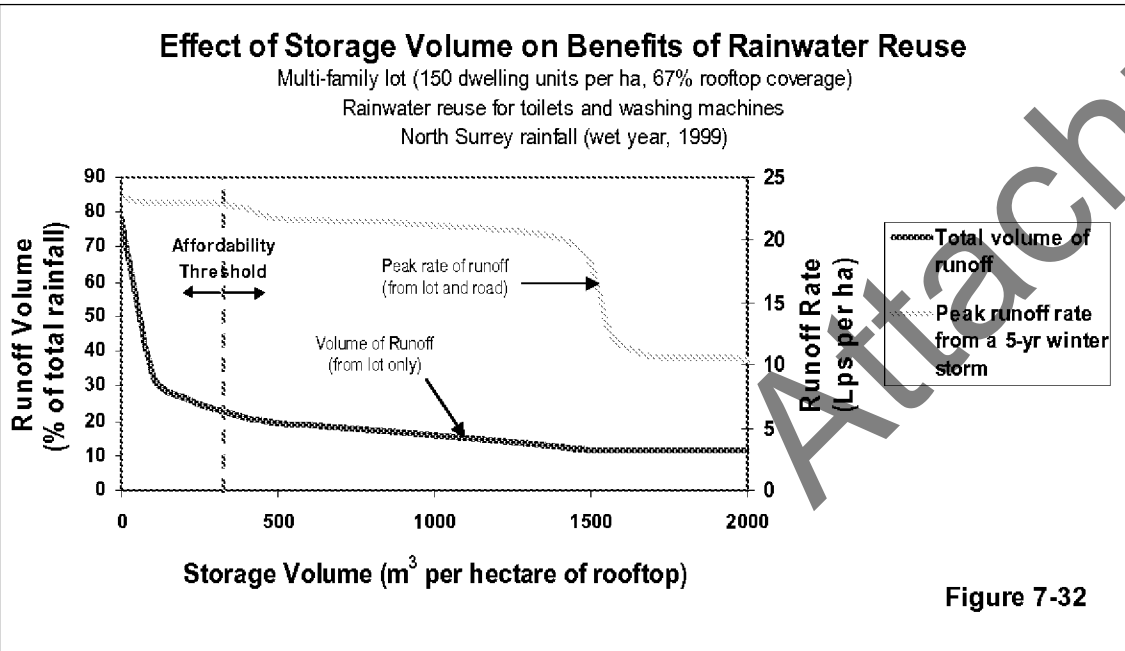 Effect of Storage Volume on Benefits of Rainwater Reuse
Multi-family lot (150 dwelling units per ha, 67% rooftop coverage)
Rainwater reuse for toilets and washing machines
North Surrey rainfall (wet year, 1999)
Runoff Volume
(% of total rainfall)
90
80
70
60
50
40
30
20
10
0
Affordability
Threshold
Peak rate of runoff
(from lot and road)
Volume of Runoff
(from lot only)
25
20
15
10
5
0
Runoff Rate
(Lps per ha)
Total volume of
runoff
Peak runoff rate
from a 5-yr winter
storm
0
500
1000
1500
2000
Storage Volume (m³ per hectare of rooftop)
Figure 7-32